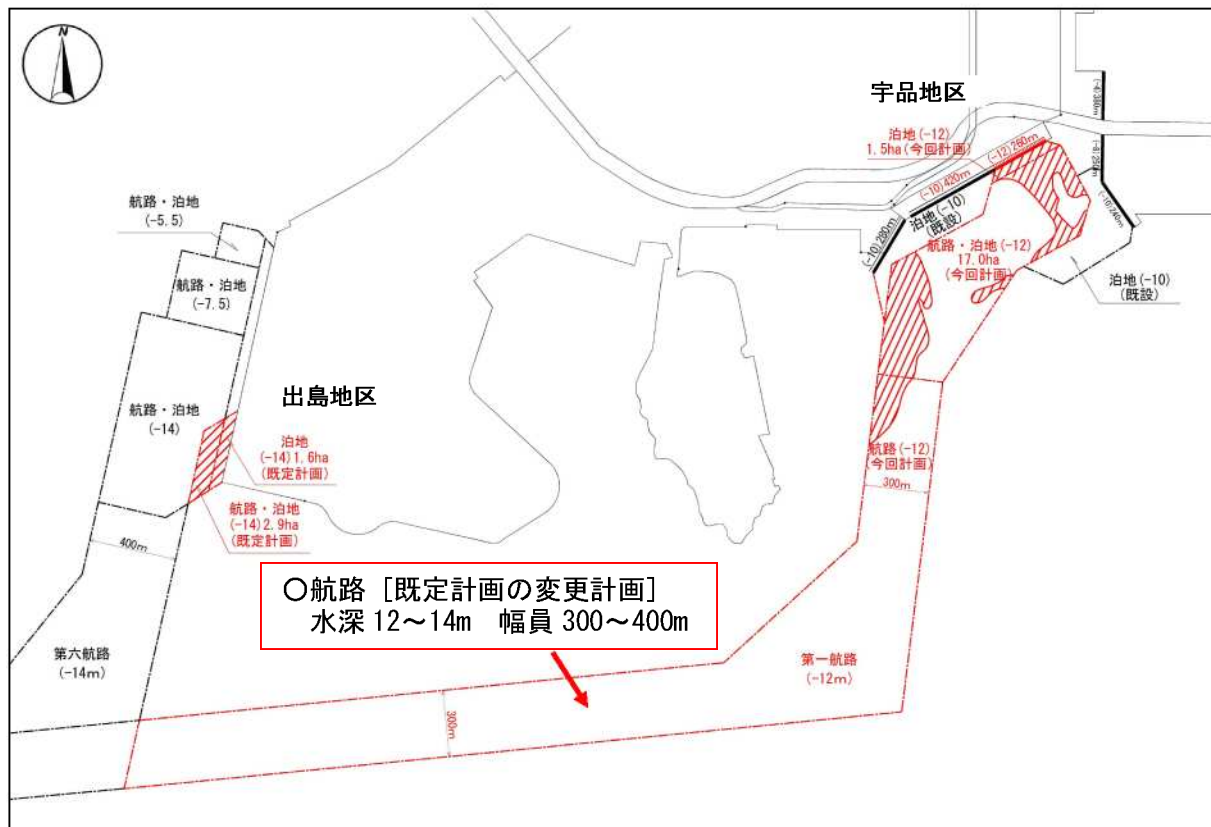 N
宇品地区
泊地(-12)
1.5ha(今回計画)
(-12)260m
(-10)420m
(-10)280m
泊地(-10)
(既設)
航路・泊地(-12)
17.0ha
(今回計画)
(-4)380m
(-10)240m
泊地(-10)
(既設)
航路・泊地
(-5.5)
航路・泊地
(-7.5)
航路・泊地
(-14)
出島地区
泊地
(-14)1.6ha
(既定計画)
航路・泊地
(-14)2.9ha
(既定計画)
400m
航路(-12)
(今回計画)
300m
○航路[既定計画の変更計画]
水深12～14m 幅員300～400m
第六航路
(-14m)
第一航路
(-12m)
300m